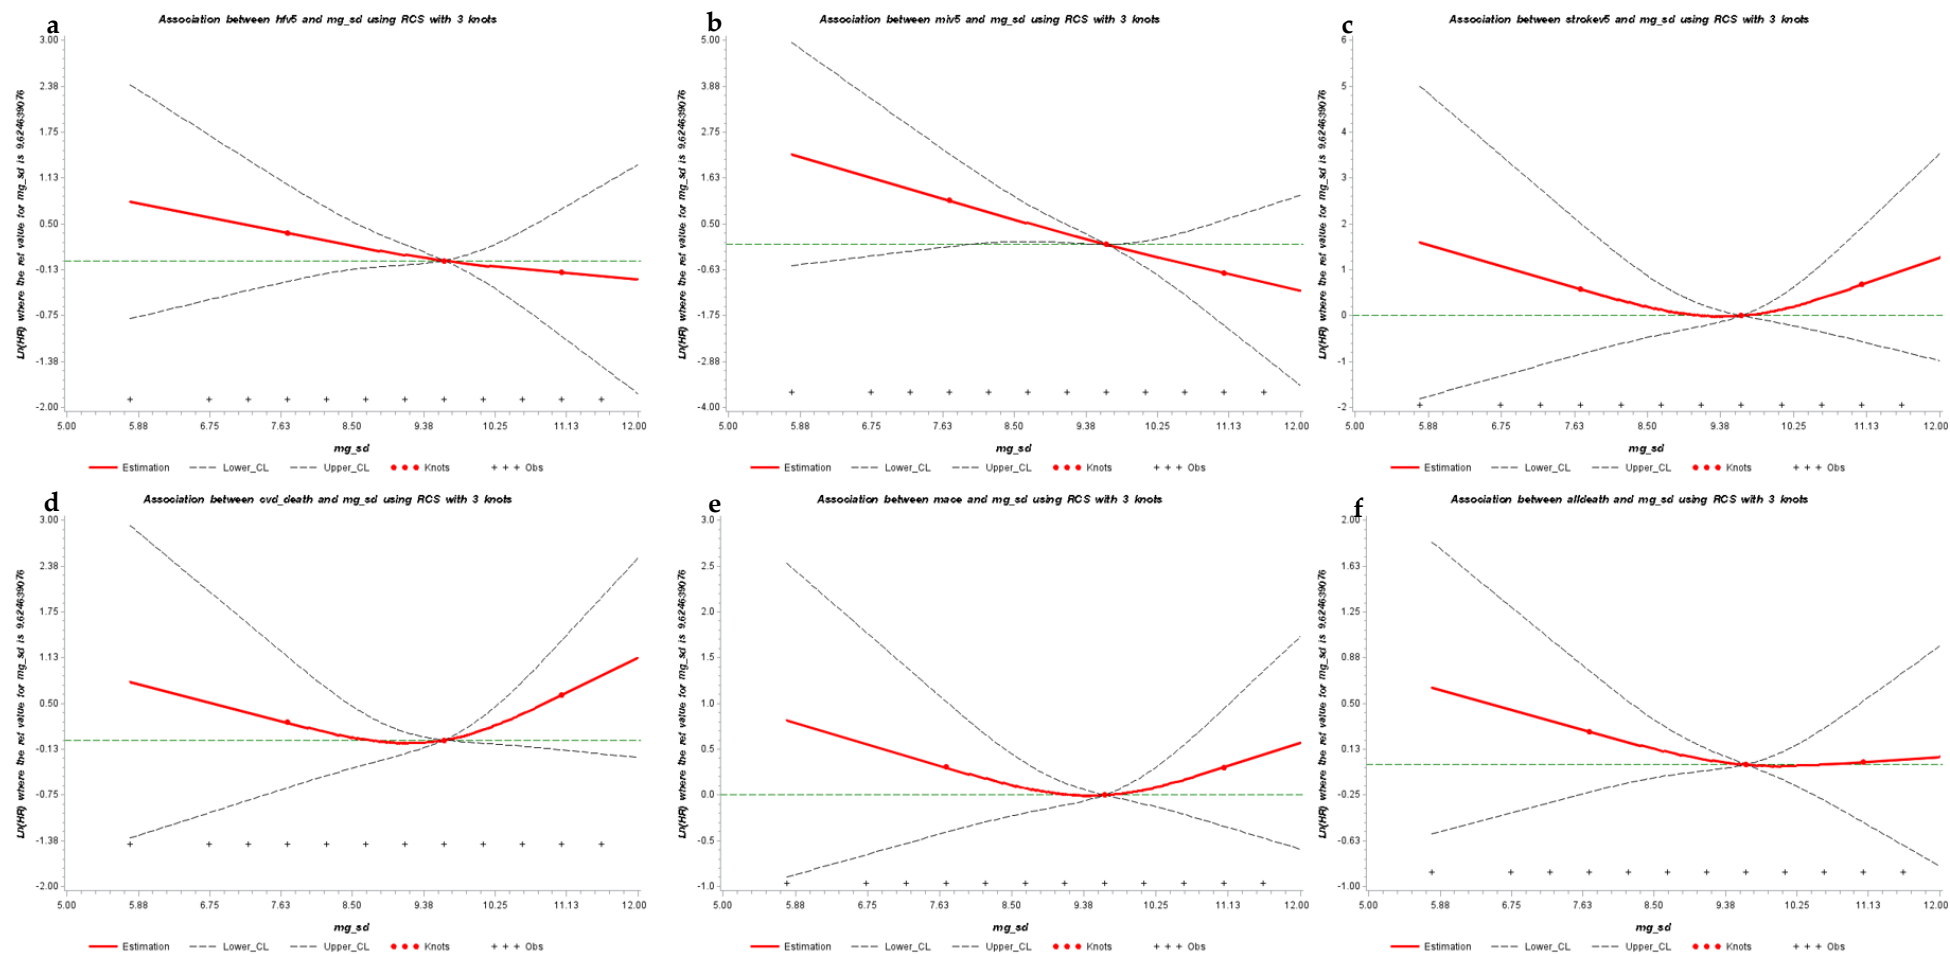 a
Association between hfv5 and mg_sd using RCS with 3 knots
Ln(HR) where the ref value for mg_sd is 9.624639076
3.00
2.38
1.75
1.13
0.50
-0.13
-0.75
-1.38
-2.00
5.00 5.88 6.75 7.63 8.50 9.38 10.25 11.13 12.00
mg_sd
Estimation Lower_CL Upper_CL Knots Obs
b
Association between miv5 and mg_sd using RCS with 3 knots
Ln(HR) where the ref value for mg_sd is 9.624639076
5.00
3.88
2.75
1.63
0.50
-0.63
-1.75
-2.88
-4.00
5.00 5.88 6.75 7.63 8.50 9.38 10.25 11.13 12.00
mg_sd
Estimation Lower_CL Upper_CL Knots Obs
c
Association between strokev5 and mg_sd using RCS with 3 knots
Ln(HR) where the ref value for mg_sd is 9.624639076
6
5
4
3
2
1
0
-1
-2
5.00 5.88 6.75 7.63 8.50 9.38 10.25 11.13 12.00
mg_sd
Estimation Lower_CL Upper_CL Knots Obs
d
Association between cvd_death and mg_sd using RCS with 3 knots
Ln(HR) where the ref value for mg_sd is 9.624639076
3.00
2.38
1.75
1.13
0.50
-0.13
-0.75
-1.38
-2.00
5.00 5.88 6.75 7.63 8.50 9.38 10.25 11.13 12.00
mg_sd
Estimation Lower_CL Upper_CL Knots Obs
e
Association between mace and mg_sd using RCS with 3 knots
Ln(HR) where the ref value for mg_sd is 9.624639076
3.0
2.5
2.0
1.5
1.0
0.5
0.0
-0.5
-1.0
5.00 5.88 6.75 7.63 8.50 9.38 10.25 11.13 12.00
mg_sd
Estimation Lower_CL Upper_CL Knots Obs
f
Association between alldeath and mg_sd using RCS with 3 knots
Ln(HR) where the ref value for mg_sd is 9.624639076
2.00
1.63
1.25
0.88
0.50
0.13
-0.25
-0.63
-1.00
5.00 5.88 6.75 7.63 8.50 9.38 10.25 11.13 12.00
mg_sd
Estimation Lower_CL Upper_CL Knots Obs